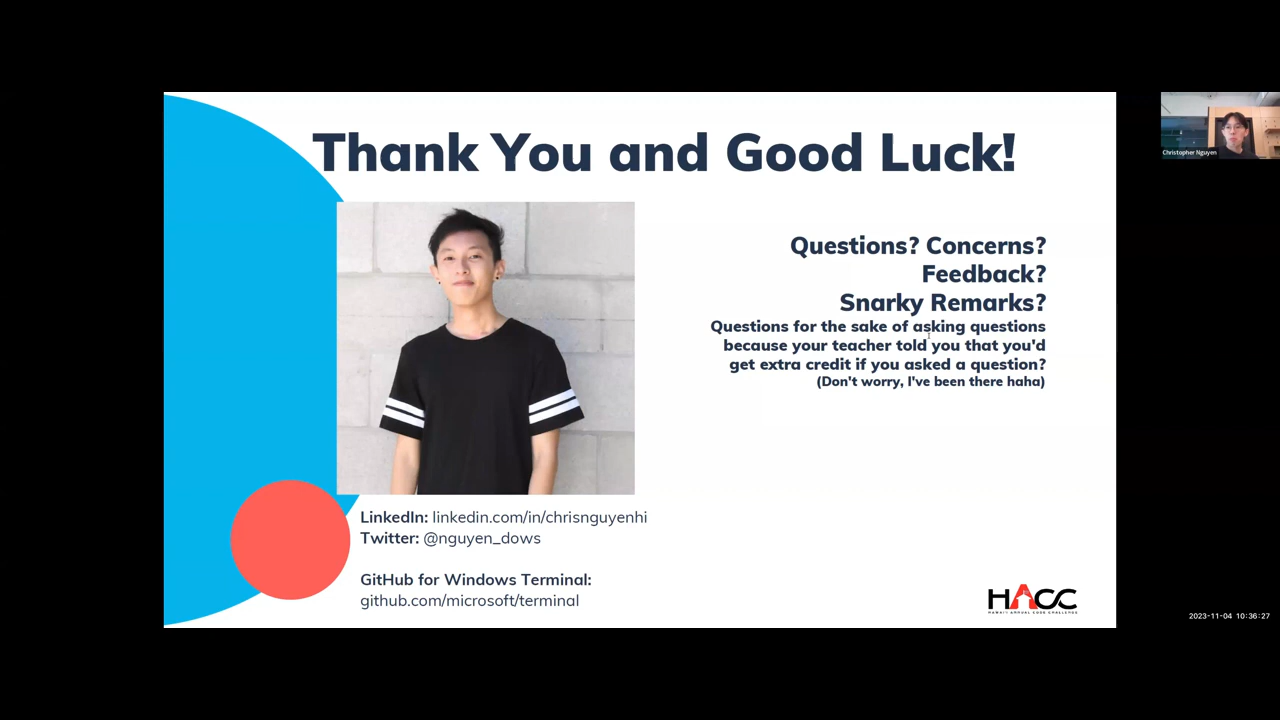 Thank You and Good Luck!
Christopher Nguyen
Questions? Concerns?
Feedback?
Snarky Remarks?
Questions for the sake of asking questions
because your teacher told you that you'd
get extra credit if you asked a question?
(Don't worry, I've been there haha)
LinkedIn: linkedin.com/in/chrisnguyenhi
Twitter: @nguyen_dows
GitHub for Windows Terminal:
github.com/microsoft/terminal
HACC
HAWAII ANNUAL CODE CHALLENGE
2023-11-04 10:36:27